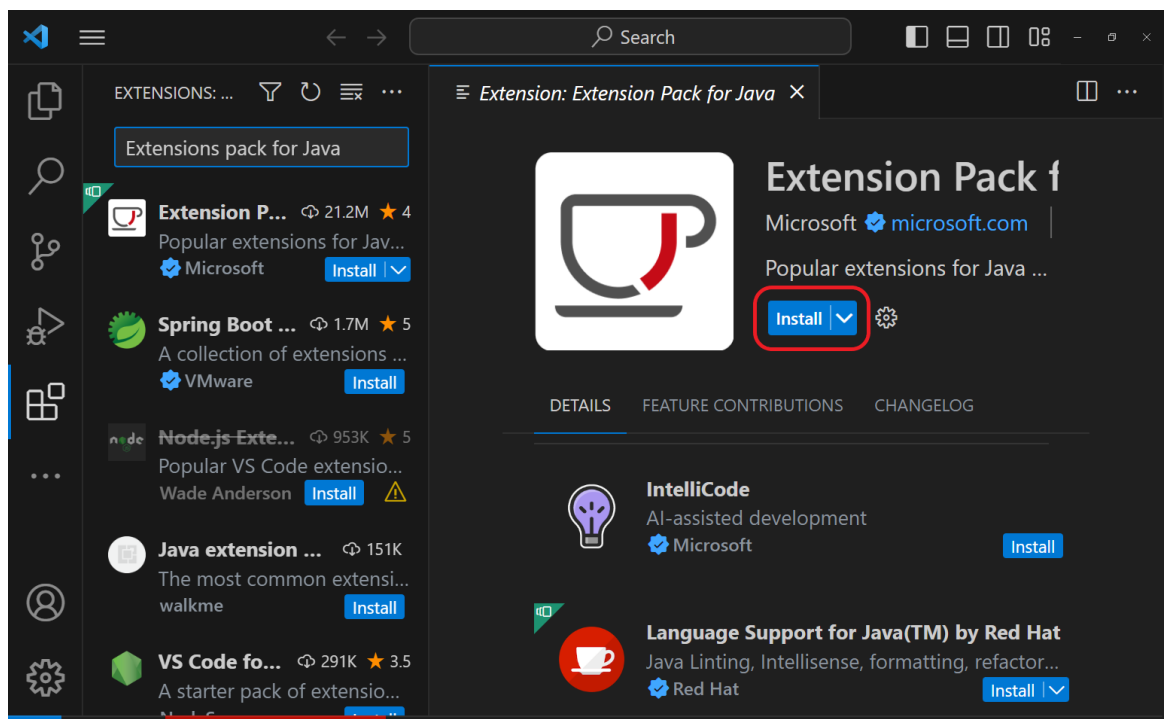 Search
EXTENSIONS: ...
Extension: Extension Pack for Java
Extensions pack for Java
Extension P... 21.2M 4
Popular extensions for Jav...
Microsoft Install
Spring Boot ... 1.7M 5
A collection of extensions ...
VMware Install
node Node.js Exte... 953K 5
Popular VS Code extensio...
Wade Anderson Install
Java extension ... 151K
The most common extensi...
walkme Install
VS Code fo... 291K 3.5
A starter pack of extensio...
Extension Pack f
Microsoft microsoft.com
Popular extensions for Java ...
Install
DETAILS FEATURE CONTRIBUTIONS CHANGELOG
IntelliCode
AI-assisted development
Microsoft Install
Language Support for Java(TM) by Red Hat
Java Linting, Intellisense, formatting, refactor...
Red Hat Install